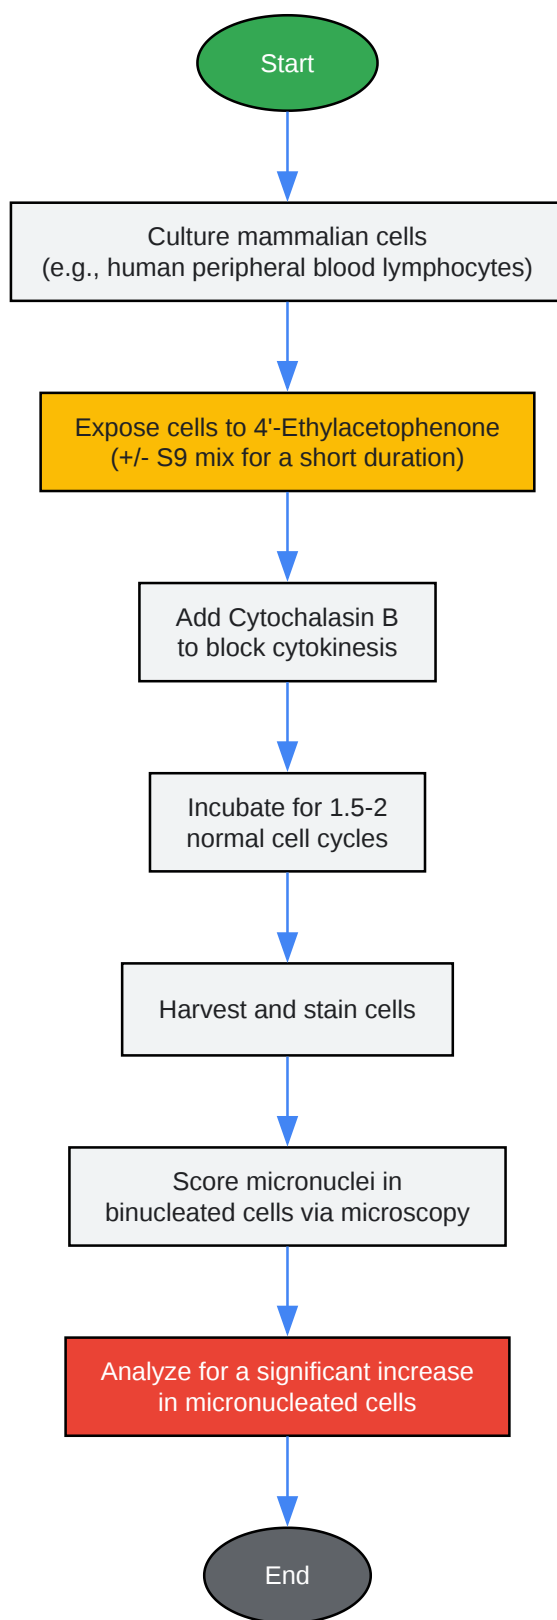 Start
Culture mammalian cells
(e.g., human peripheral blood lymphocytes)
Expose cells to 4'-Ethylacetophenone
(+/- S9 mix for a short duration)
Add Cytochalasin B
to block cytokinesis
Incubate for 1.5-2
normal cell cycles
Harvest and stain cells
Score micronuclei in
binucleated cells via microscopy
Analyze for a significant increase
in micronucleated cells
End